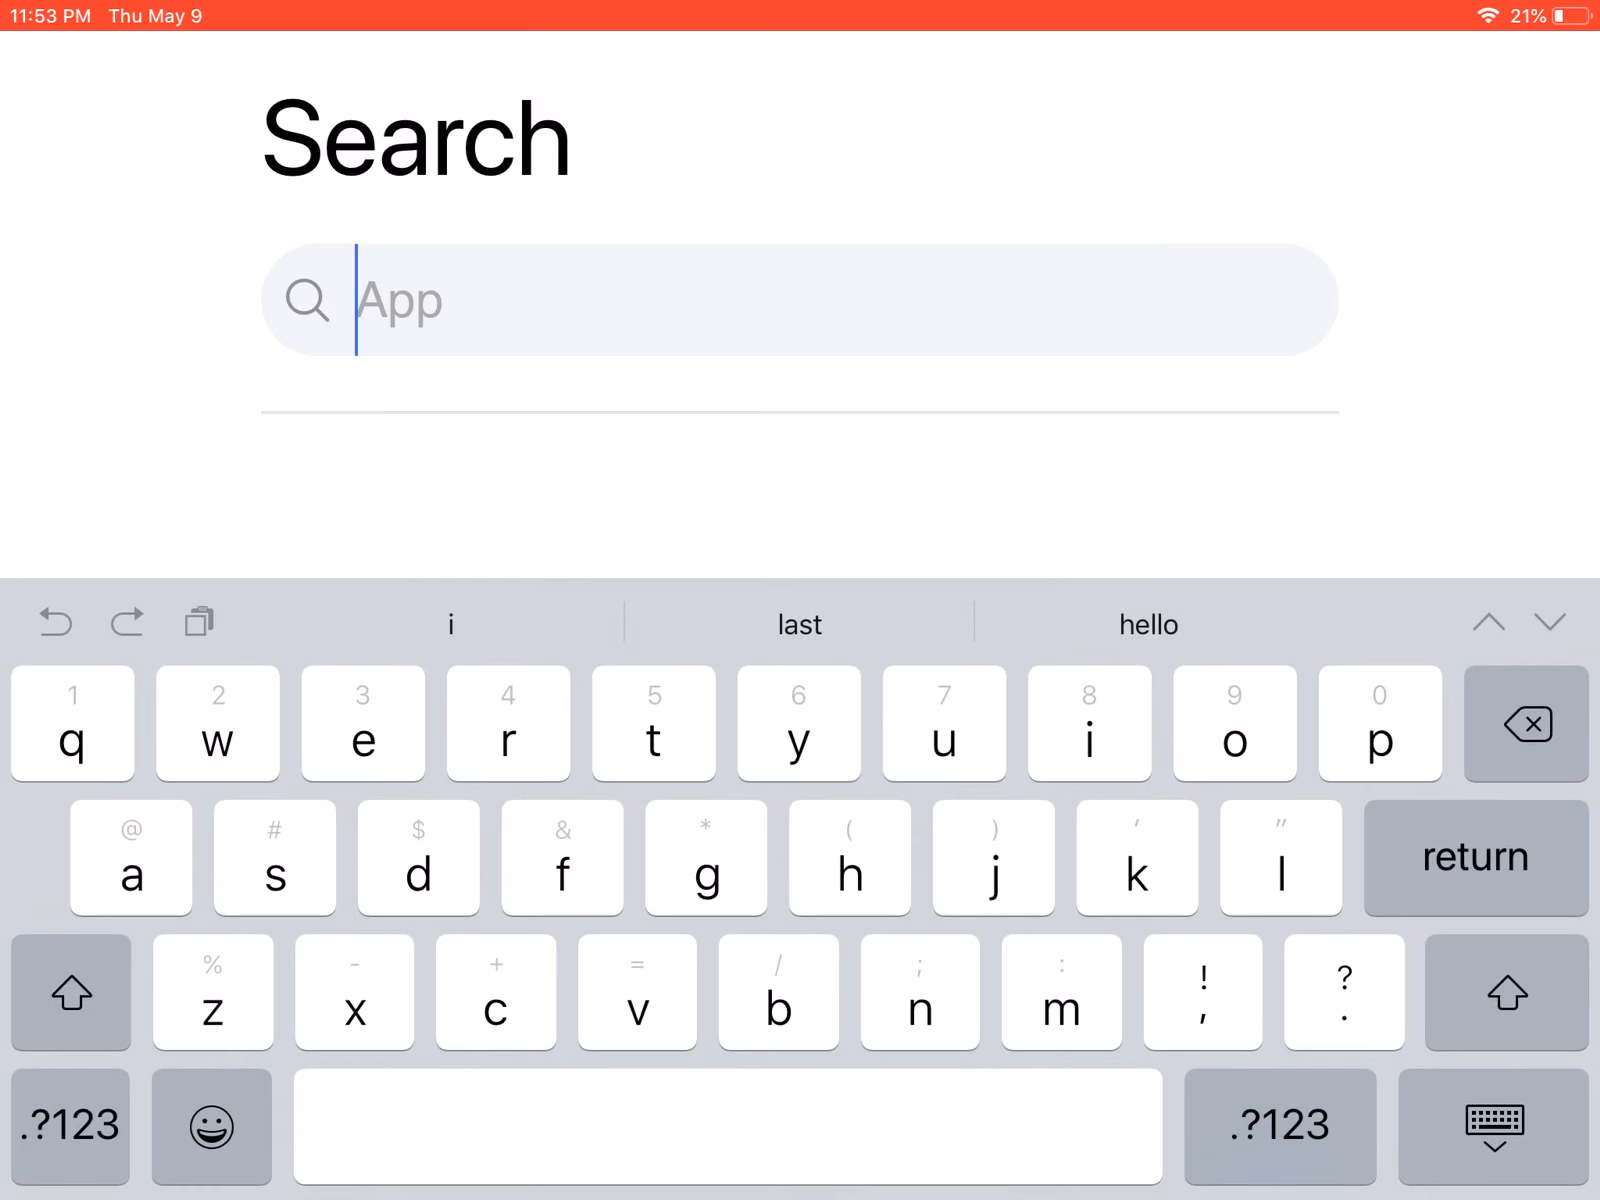 11:53 PM Thu May 9 21%
Search
App
i last hello
1 2 3 4 5 6 7 8 9 0
q w e r t y u i o p
@ # $ & * ( ) ' "
a s d f g h j k l return
% - + = / ; : ! ?
z x c v b n m , .
.?123 .?123